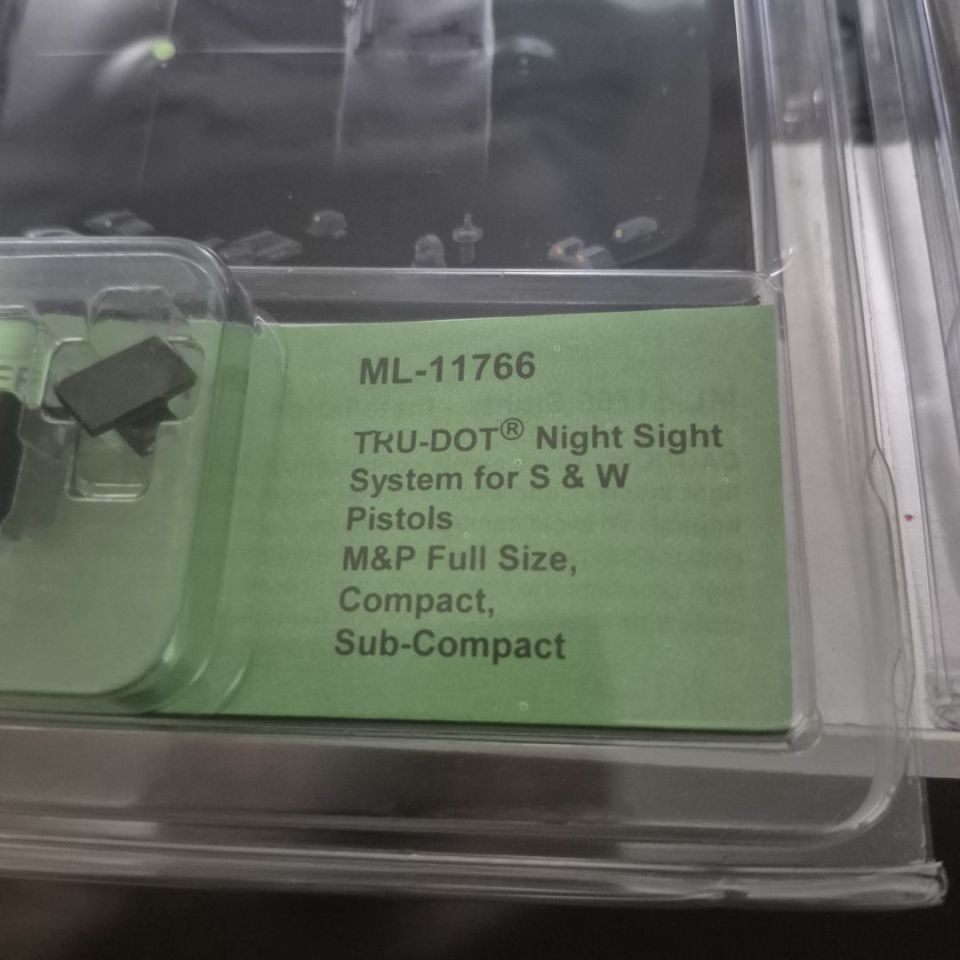 ML-11766
TRU-DOT® Night Sight
System for S & W
Pistols
M&P Full Size,
Compact,
Sub-Compact